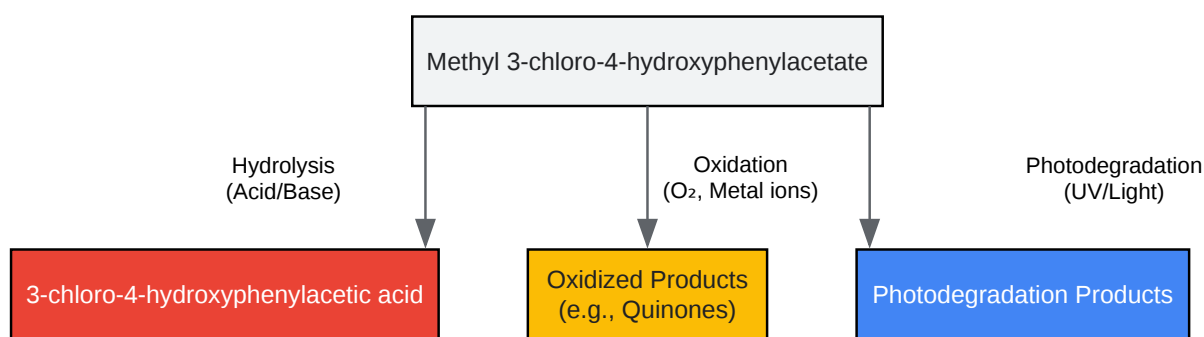 Methyl 3-chloro-4-hydroxyphenylacetate
Hydrolysis
(Acid/Base)
Oxidation
(O₂, Metal ions)
Photodegradation
(UV/Light)
3-chloro-4-hydroxyphenylacetic acid
Oxidized Products
(e.g., Quinones)
Photodegradation Products